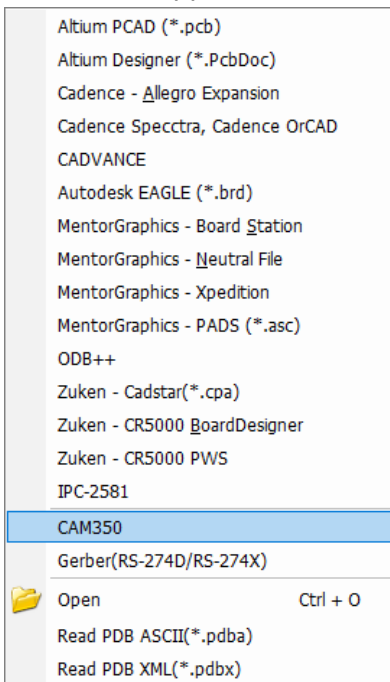 Altium PCAD (*.pcb)
Altium Designer (*.PcbDoc)
Cadence - Allegro Expansion
Cadence Specctra, Cadence OrCAD
CADVANCE
Autodesk EAGLE (*.brd)
MentorGraphics - Board Station
MentorGraphics - Neutral File
MentorGraphics - Xpedition
MentorGraphics - PADS (*.asc)
ODB++
Zuken - Cadstar(*.cpa)
Zuken - CR5000 BoardDesigner
Zuken - CR5000 PWS
IPC-2581
CAM350
Gerber(RS-274D/RS-274X)
Open Ctrl + O
Read PDB ASCII(*.pdba)
Read PDB XML(*.pdbx)